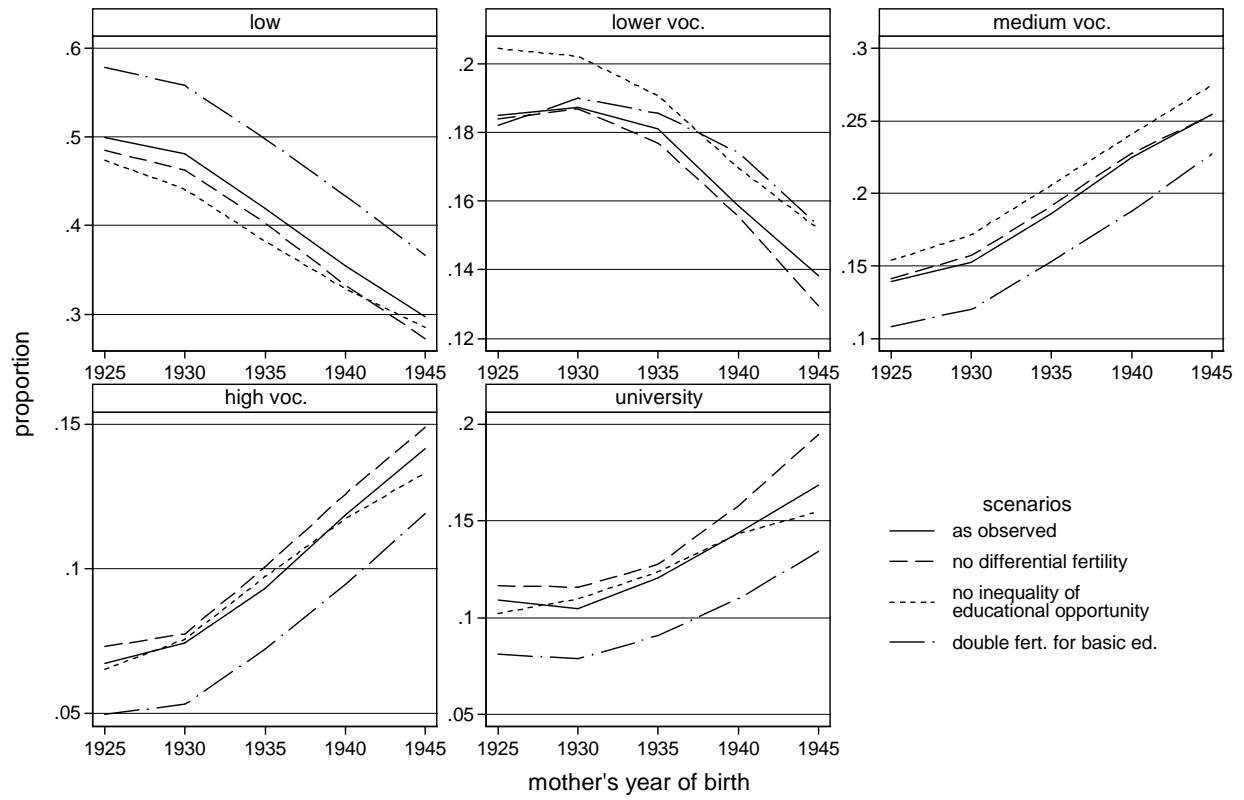 low
lower voc.
medium voc.
.6
.5
.4
.3
1925 1930 1935 1940 1945
.2
.18
.16
.14
.12
1925 1930 1935 1940 1945
.3
.25
.2
.15
.1
1925 1930 1935 1940 1945
high voc.
university
.15
.1
.05
1925 1930 1935 1940 1945
.2
.15
.1
.05
1925 1930 1935 1940 1945
proportion
mother's year of birth
scenarios
as observed
no differential fertility
no inequality of
educational opportunity
double fert. for basic ed.